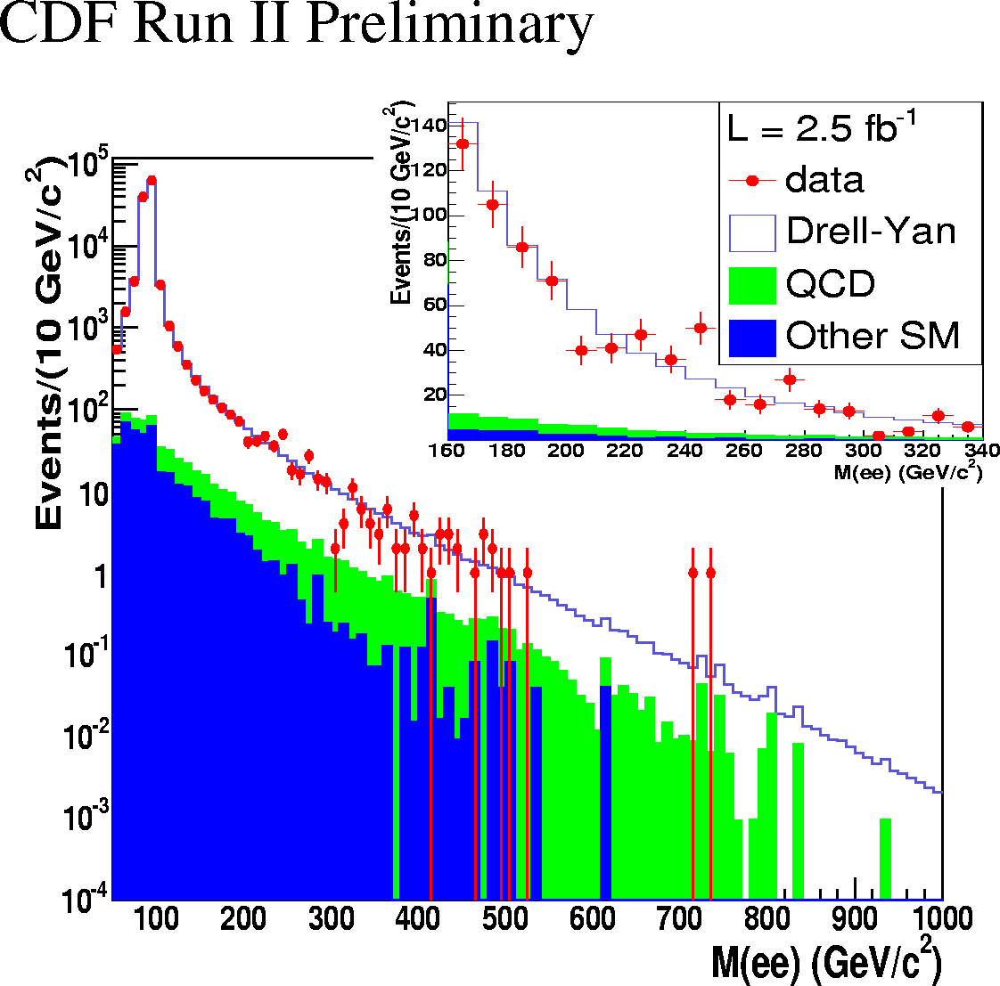 CDF Run II Preliminary
Events/(10 GeV/c²)
10⁵
10⁴
10³
10²
10
1
10⁻¹
10⁻²
10⁻³
10⁻⁴
100 200 300 400 500 600 700 800 900 1000
M(ee) (GeV/c²)
Events/(10 GeV/c²)
140
120
100
80
60
40
20
160 180 200 220 240 260 280 300 320 340
M(ee) (GeV/c²)
L = 2.5 fb⁻¹
data
Drell-Yan
QCD
Other SM